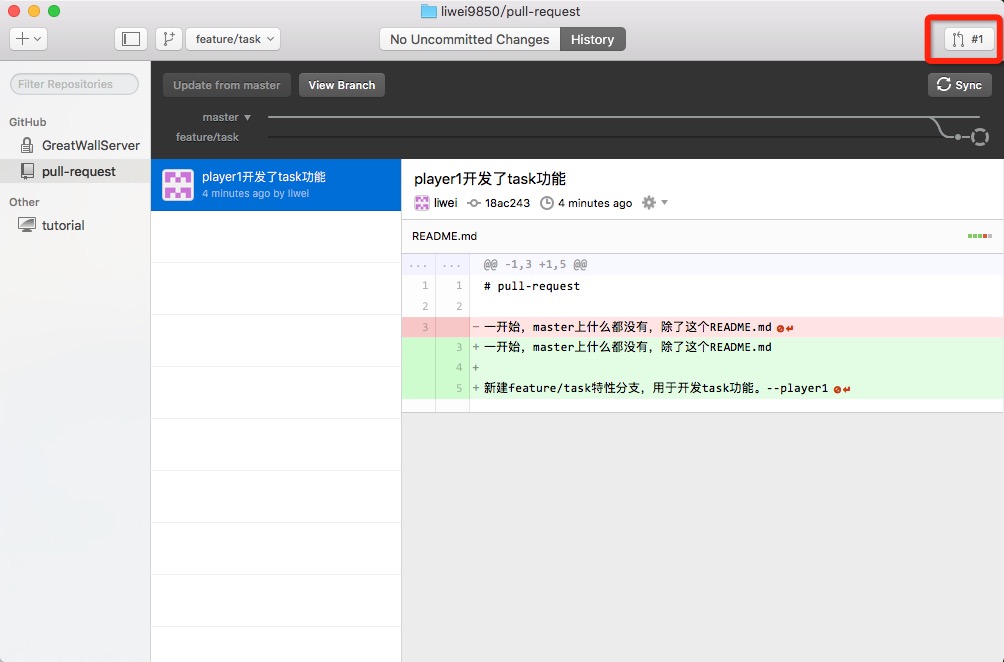 liwei9850/pull-request
feature/task
No Uncommitted Changes
History
#1
Filter Repositories
GitHub
GreatWallServer
pull-request
Other
tutorial
Update from master
View Branch
Sync
master
feature/task
player1开发了task功能
4 minutes ago by liwei
player1开发了task功能
liwei 18ac243 4 minutes ago
README.md
... ... @@ -1,3 +1,5 @@
1 1 # pull-request
2 2
3 - 一开始，master上什么都没有，除了这个README.md
3 + 一开始，master上什么都没有，除了这个README.md
4 +
5 + 新建feature/task特性分支，用于开发task功能。--player1